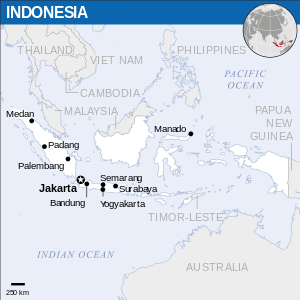 INDONESIA
THAILAND
PHILIPPINES
VIET NAM
PACIFIC
OCEAN
CAMBODIA
MALAYSIA
PAPUA
NEW
GUINEA
Medan
Manado
Padang
Palembang
Semarang
Jakarta
Surabaya
Bandung
Yogyakarta
TIMOR-LESTE
INDIAN OCEAN
AUSTRALIA
250 km